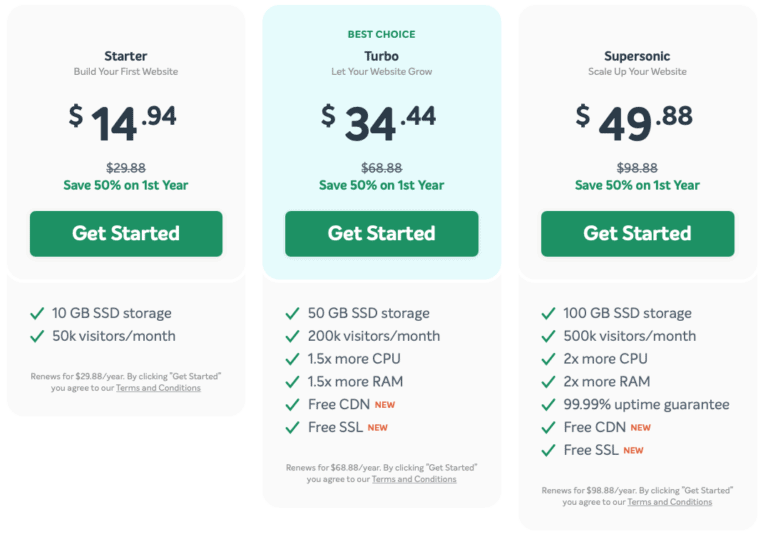 Starter
Build Your First Website
$ 14.94
$29.88
Save 50% on 1st Year
Get Started
10 GB SSD storage
50k visitors/month
Renews for $29.88/year. By clicking "Get Started"
you agree to our Terms and Conditions
BEST CHOICE
Turbo
Let Your Website Grow
$ 34.44
$68.88
Save 50% on 1st Year
Get Started
50 GB SSD storage
200k visitors/month
1.5x more CPU
1.5x more RAM
Free CDN NEW
Free SSL NEW
Renews for $68.88/year. By clicking "Get Started"
you agree to our Terms and Conditions
Supersonic
Scale Up Your Website
$ 49.88
$98.88
Save 50% on 1st Year
Get Started
100 GB SSD storage
500k visitors/month
2x more CPU
2x more RAM
99.99% uptime guarantee
Free CDN NEW
Free SSL NEW
Renews for $98.88/year. By clicking "Get Started"
you agree to our Terms and Conditions